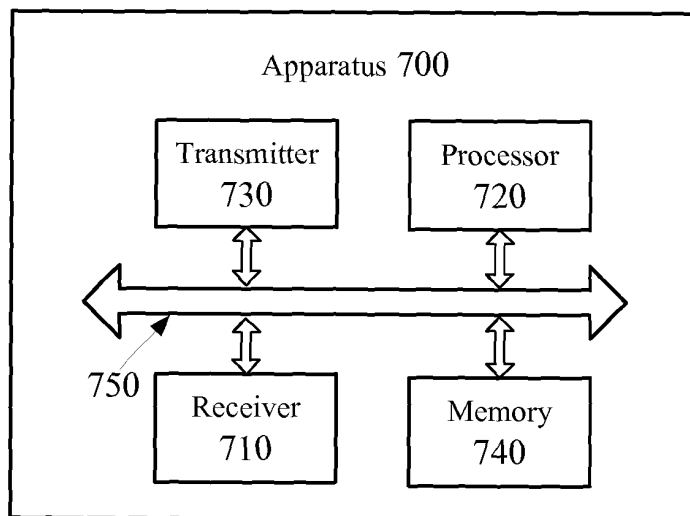 Apparatus 700
Transmitter
730
Processor
720
750
Receiver
710
Memory
740